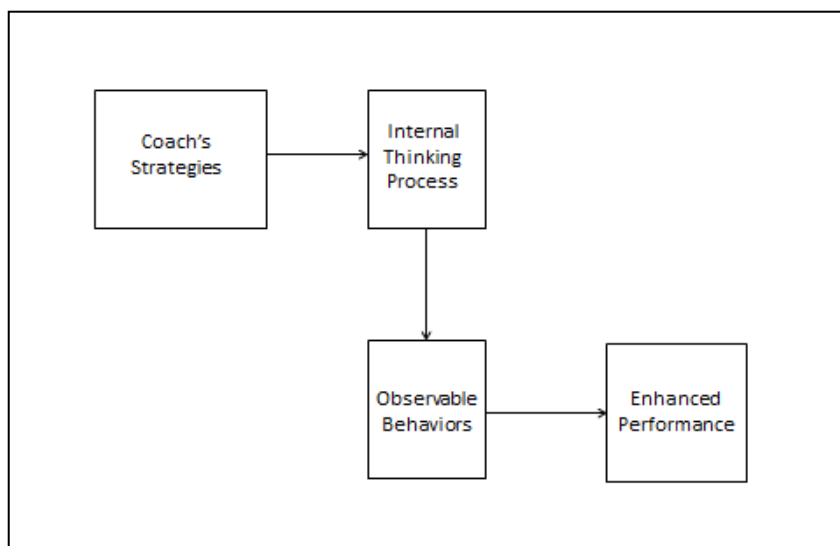 Coach’s
Strategies
Internal
Thinking
Process
Observable
Behaviors
Enhanced
Performance